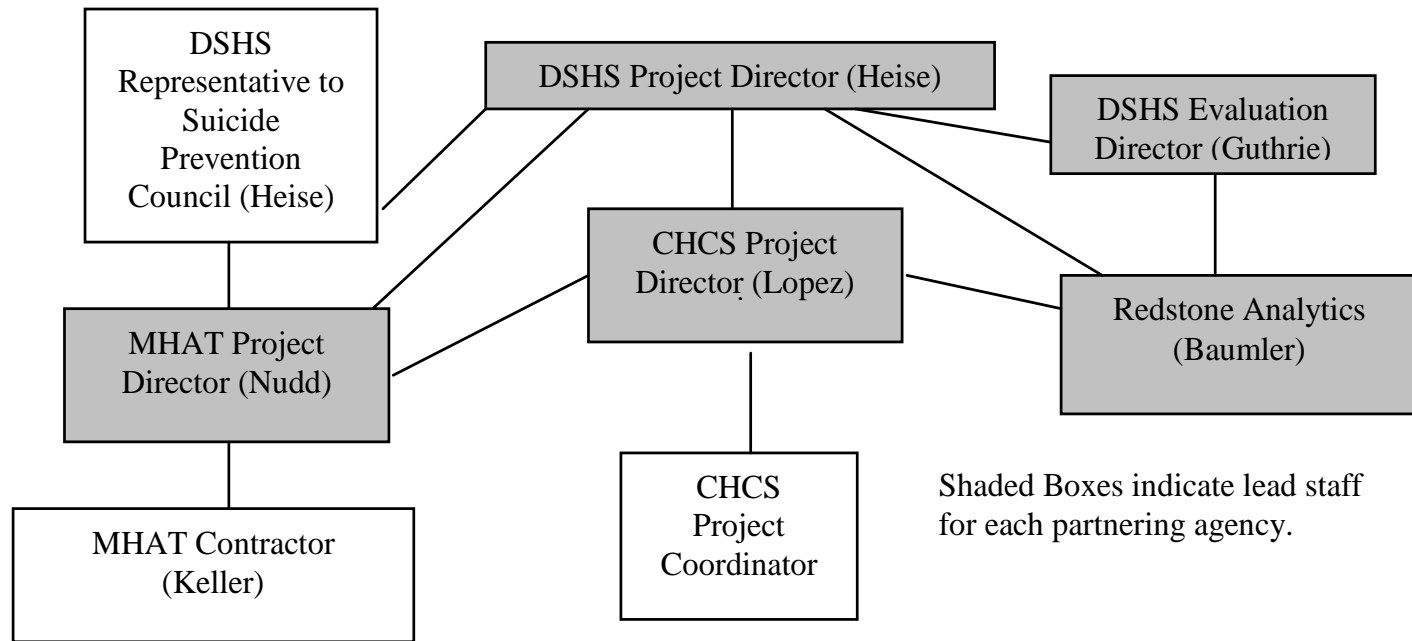 DSHS
Representative to
Suicide
Prevention
Council (Heise)
DSHS Project Director (Heise)
DSHS Evaluation
Director (Guthrie)
CHCS Project
Director (Lopez)
MHAT Project
Director (Nudd)
Redstone Analytics
(Baumler)
MHAT Contractor
(Keller)
CHCS
Project
Coordinator
Shaded Boxes indicate lead staff
for each partnering agency.